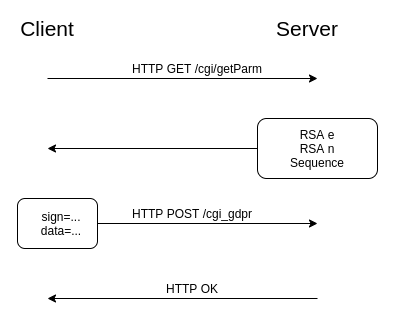 Client
Server
HTTP GET /cgi/getParm
RSA e
RSA n
Sequence
sign=...
data=...
HTTP POST /cgi_gdpr
HTTP OK